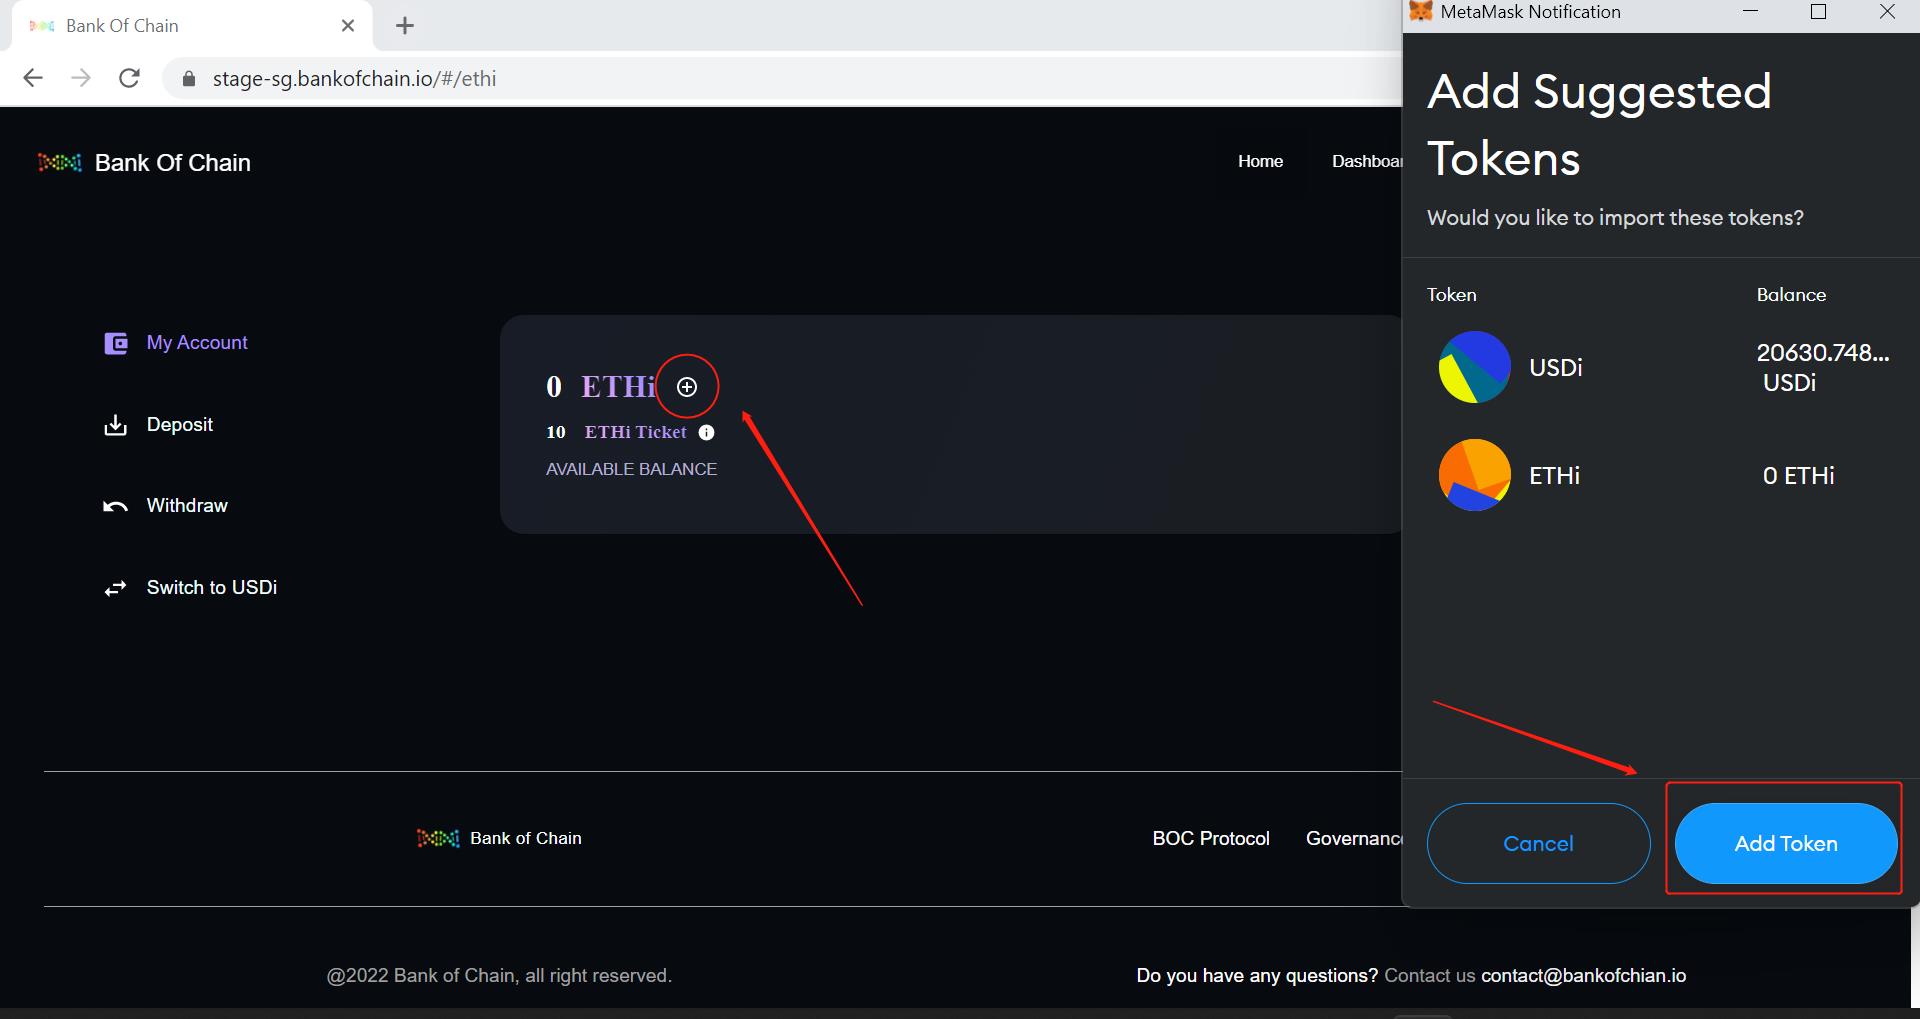 Bank Of Chain
stage-sg.bankofchain.io/#/ethi
Bank Of Chain
Home
My Account
Deposit
Withdraw
Switch to USDi
0 ETHi
10 ETHi Ticket
AVAILABLE BALANCE
Bank of Chain
BOC Protocol
@2022 Bank of Chain, all right reserved.
Do you have any questions? Contact us contact@bankofchian.io
MetaMask Notification
Add Suggested
Tokens
Would you like to import these tokens?
Token Balance
USDi 20630.748...
USDi
ETHi 0 ETHi
Cancel
Add Token